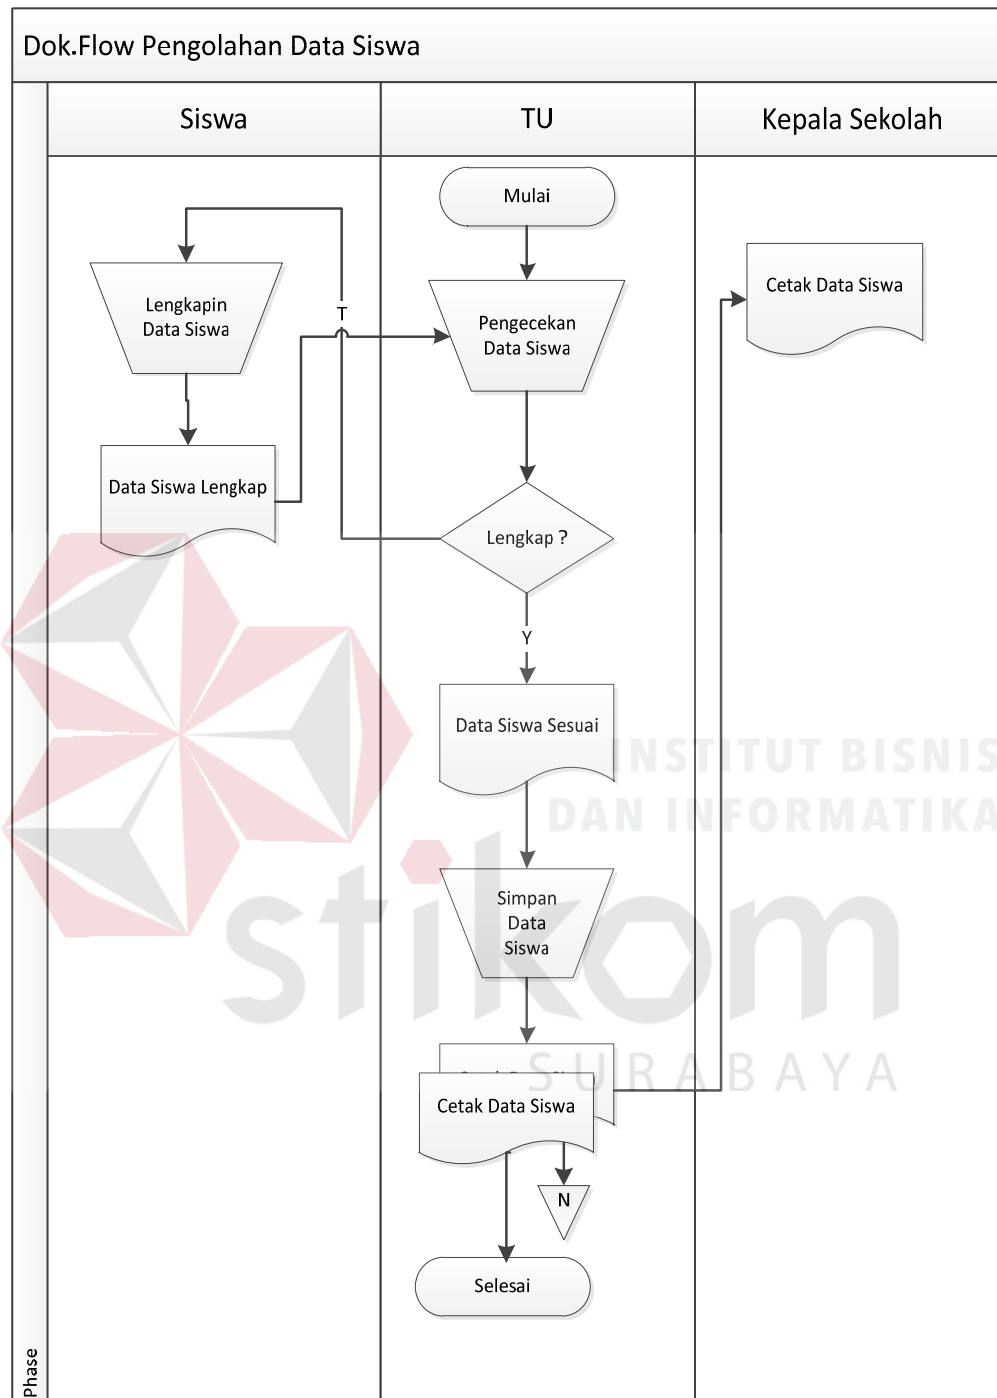 Dok.Flow Pengolahan Data Siswa
Siswa
TU
Kepala Sekolah
Mulai
Lengkapin
Data Siswa
T
Pengecekan
Data Siswa
Cetak Data Siswa
Data Siswa Lengkap
Lengkap ?
Y
Data Siswa Sesuai
INSTITUT BISNIS
DAN INFORMATIKA
Simpan
Data
Siswa
stikom
SURABAYA
Cetak Data Siswa
N
Selesai
Phase